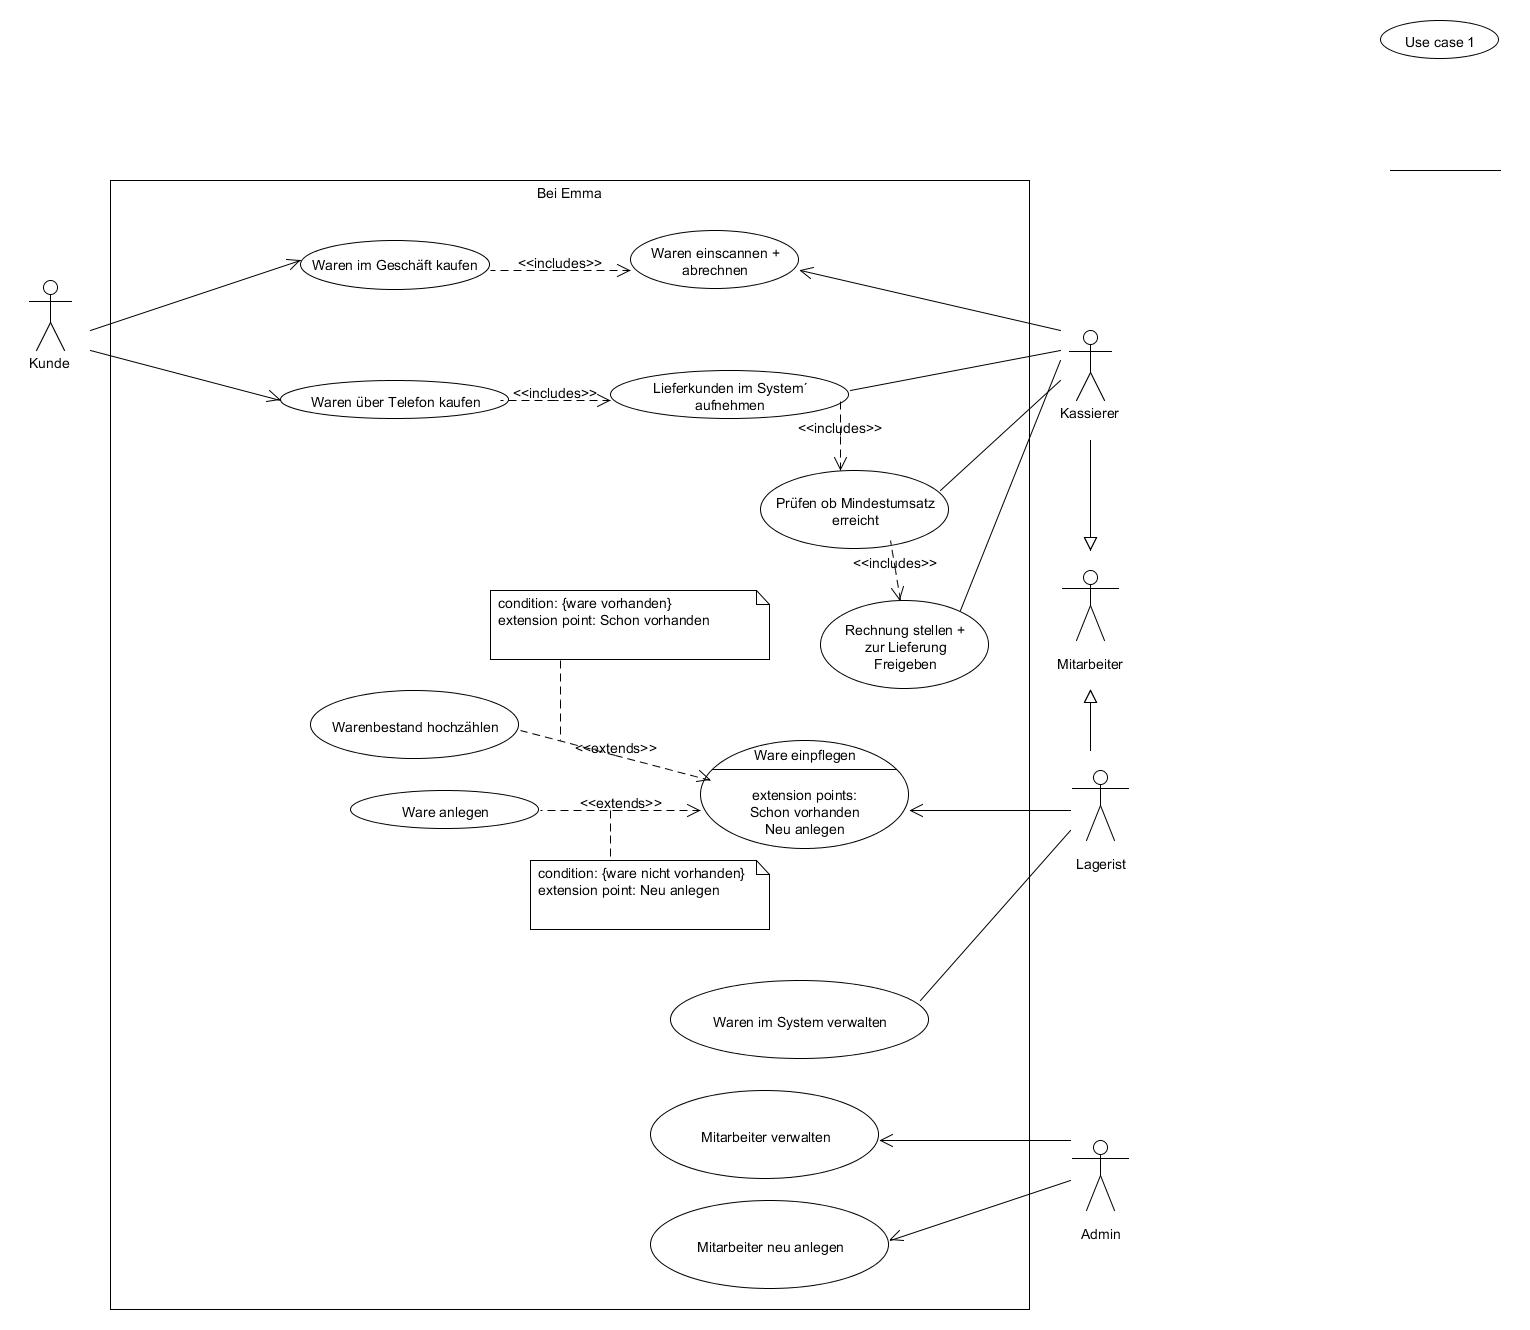 Use case 1
Bei Emma
Waren im Geschäft kaufen
<<includes>>
Waren einscannen +
abrechnen
Kunde
Waren über Telefon kaufen
<<includes>>
Lieferkunden im System´
aufnehmen
Kassierer
<<includes>>
Prüfen ob Mindestumsatz
erreicht
<<includes>>
condition: {ware vorhanden}
extension point: Schon vorhanden
Rechnung stellen +
zur Lieferung
Freigeben
Mitarbeiter
Warenbestand hochzählen
<<extends>>
Ware einpflegen
extension points:
Schon vorhanden
Neu anlegen
Ware anlegen
<<extends>>
Lagerist
condition: {ware nicht vorhanden}
extension point: Neu anlegen
Waren im System verwalten
Mitarbeiter verwalten
Admin
Mitarbeiter neu anlegen